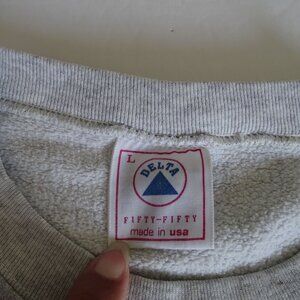 L
DELTA
FIFTY-FIFTY
made in usa